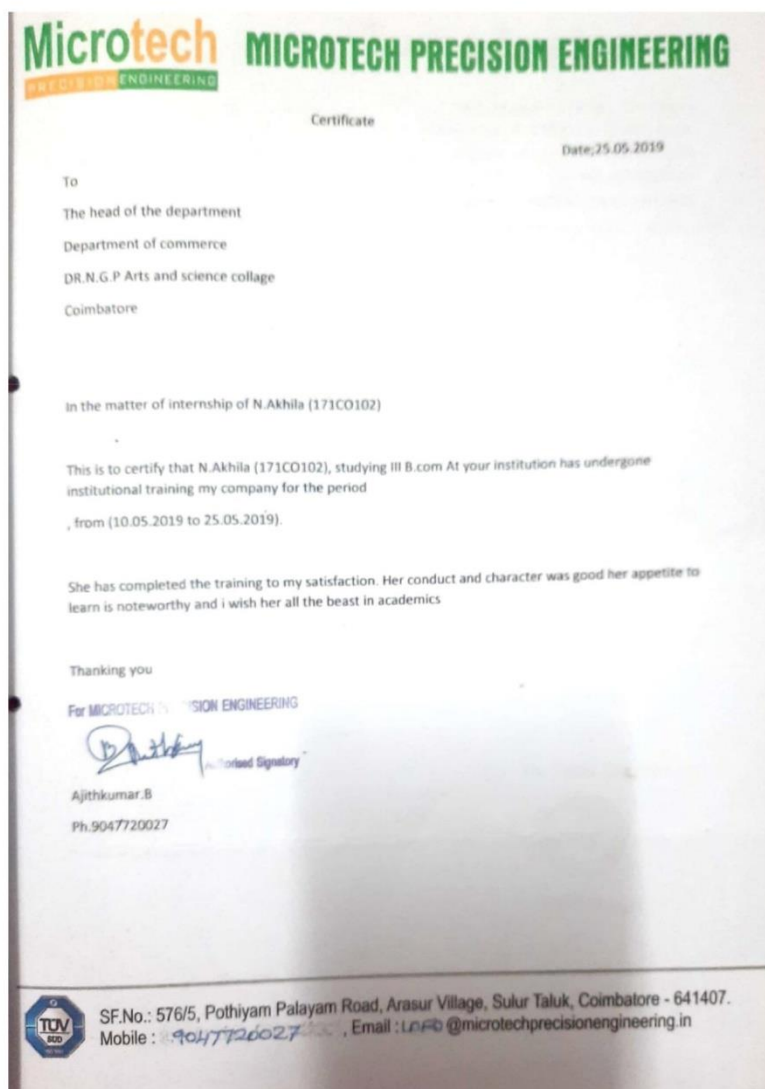 Microtech
PRECISION ENGINEERING
MICROTECH PRECISION ENGINEERING
Certificate
Date;25.05.2019
To
The head of the department
Department of commerce
DR.N.G.P Arts and science collage
Coimbatore
In the matter of internship of N.Akhila (171CO102)
This is to certify that N.Akhila (171CO102), studying III B.com At your institution has undergone
institutional training my company for the period
, from (10.05.2019 to 25.05.2019).
She has completed the training to my satisfaction. Her conduct and character was good her appetite to
learn is noteworthy and i wish her all the beast in academics
Thanking you
For MICROTECH SION ENGINEERING
orised Signatory
Ajithkumar.B
Ph.9047720027
TUV
SUD
SF.No.: 576/5, Pothiyam Palayam Road, Arasur Village, Sulur Taluk, Coimbatore - 641407.
Mobile : 9047720027 , Email : @microtechprecisionengineering.in